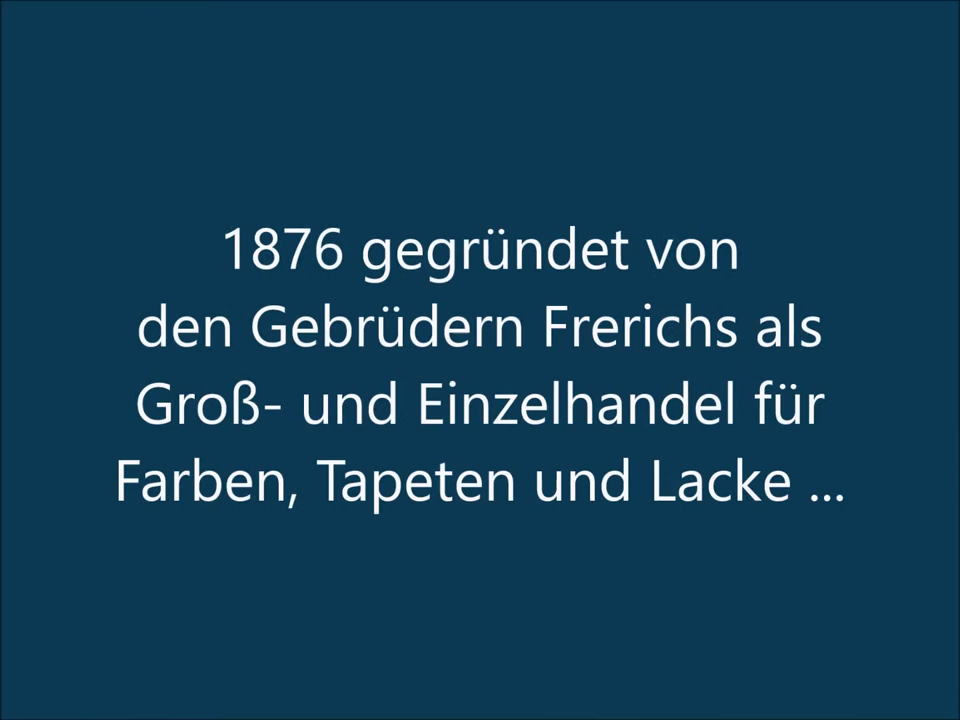 1876 gegründet von
den Gebrüdern Frerichs als
Groß- und Einzelhandel für
Farben, Tapeten und Lacke ...